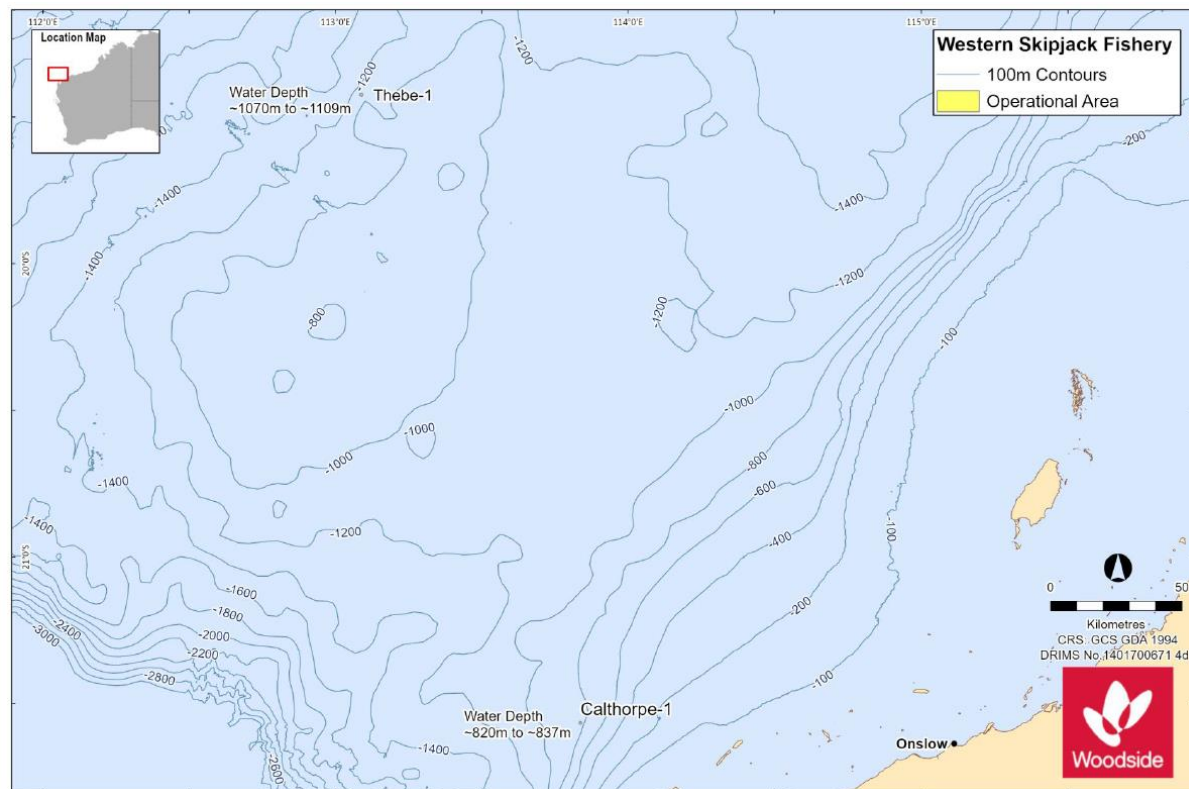 112°0'E
113°0'E
114°0'E
115°0'E
Location Map
Western Skipjack Fishery
100m Contours
Operational Area
Water Depth
~1070m to ~1109m
Thebe-1
-1200
-1200
-200
-1400
-1400
-1400
20°0'S
-1200
-800
-1200
-100
-1000
-1000
-1000
-800
-1400
-600
-1400
-1200
-100
-400
21°0'S
-1600
-200
-1800
-2000
-2400
-2200
-3000
-2800
-100
0
50
Kilometres
CRS: GCS GDA 1994
DRIMS No.1401700671 4d
Water Depth
~820m to ~837m
Calthorpe-1
-1400
-2600
Onslow
Woodside